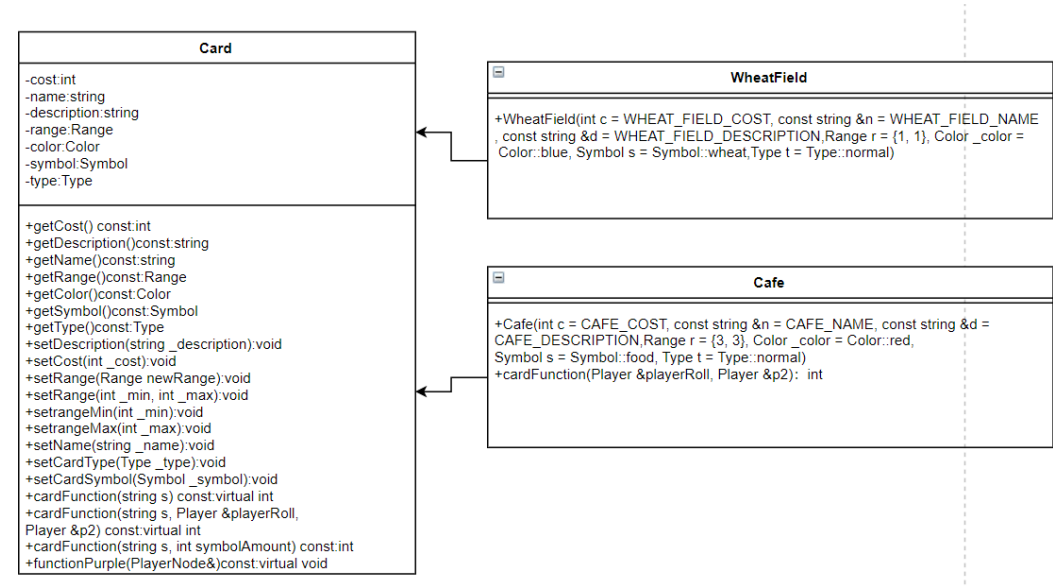 Card
-cost:int
-name:string
-description:string
-range:Range
-color:Color
-symbol:Symbol
-type:Type
+getCost() const:int
+getDescription()const:string
+getName()const:string
+getRange()const:Range
+getColor()const:Color
+getSymbol()const:Symbol
+getType()const:Type
+setDescription(string _description):void
+setCost(int _cost):void
+setRange(Range newRange):void
+setRange(int _min, int _max):void
+setrangeMin(int _min):void
+setrangeMax(int _max):void
+setName(string _name):void
+setCardType(Type _type):void
+setCardSymbol(Symbol _symbol):void
+cardFunction(string s) const:virtual int
+cardFunction(string s, Player &playerRoll,
Player &p2) const:virtual int
+cardFunction(string s, int symbolAmount) const:int
+functionPurple(PlayerNode&)const:virtual void
WheatField
+WheatField(int c = WHEAT_FIELD_COST, const string &n = WHEAT_FIELD_NAME
, const string &d = WHEAT_FIELD_DESCRIPTION,Range r = {1, 1}, Color _color =
Color::blue, Symbol s = Symbol::wheat,Type t = Type::normal)
Cafe
+Cafe(int c = CAFE_COST, const string &n = CAFE_NAME, const string &d =
CAFE_DESCRIPTION,Range r = {3, 3}, Color _color = Color::red,
Symbol s = Symbol::food, Type t = Type::normal)
+cardFunction(Player &playerRoll, Player &p2)： int